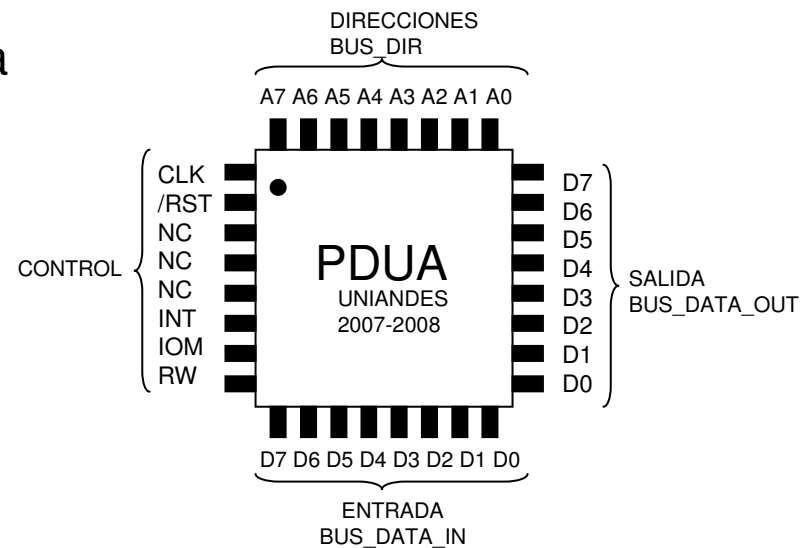 DIRECCIONES
BUS_DIR
a
A7 A6 A5 A4 A3 A2 A1 A0
CLK
/RST
NC
NC
NC
INT
IOM
RW
CONTROL
PDUA
UNIANDES
2007-2008
D7
D6
D5
D4
D3
D2
D1
D0
SALIDA
BUS_DATA_OUT
D7 D6 D5 D4 D3 D2 D1 D0
ENTRADA
BUS_DATA_IN